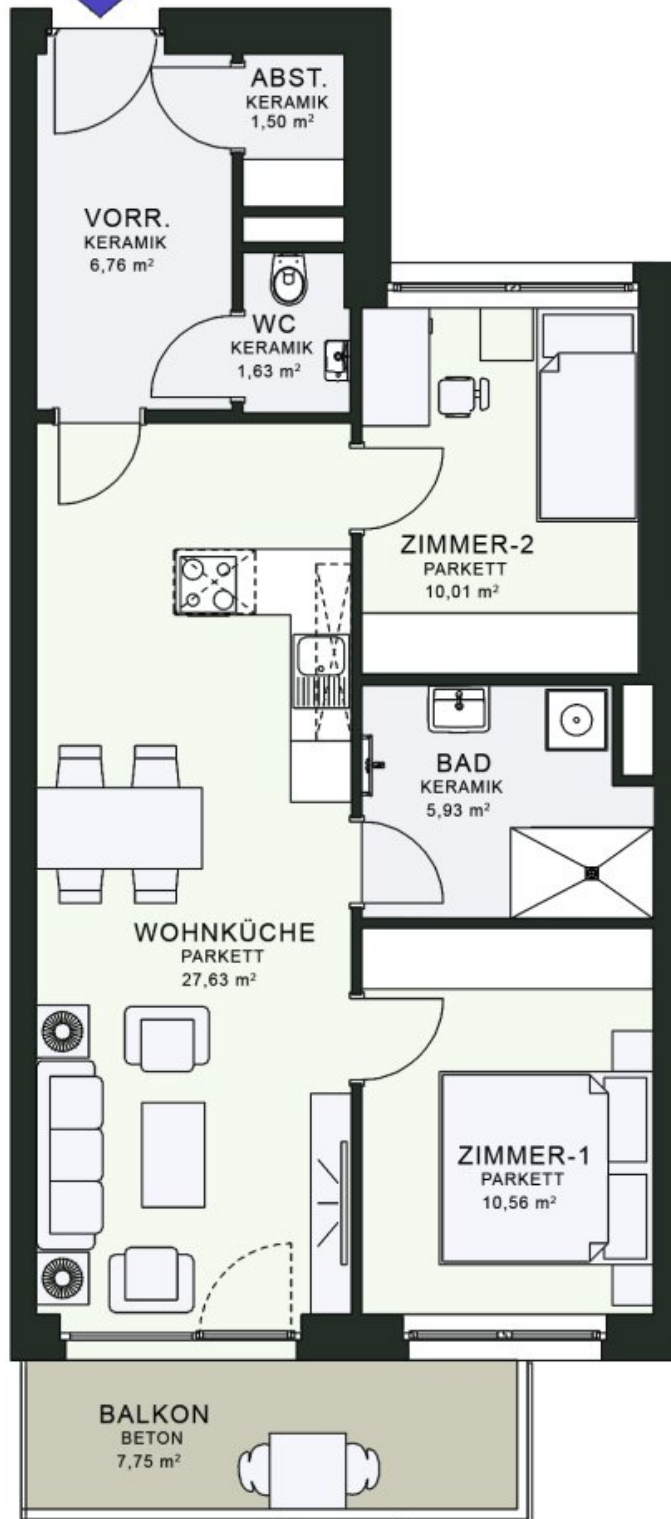 ABST.
KERAMIK
1,50 m²
VORR.
KERAMIK
6,76 m²
WC
KERAMIK
1,63 m²
ZIMMER-2
PARKETT
10,01 m²
BAD
KERAMIK
5,93 m²
WOHNKÜCHE
PARKETT
27,63 m²
ZIMMER-1
PARKETT
10,56 m²
BALKON
BETON
7,75 m²